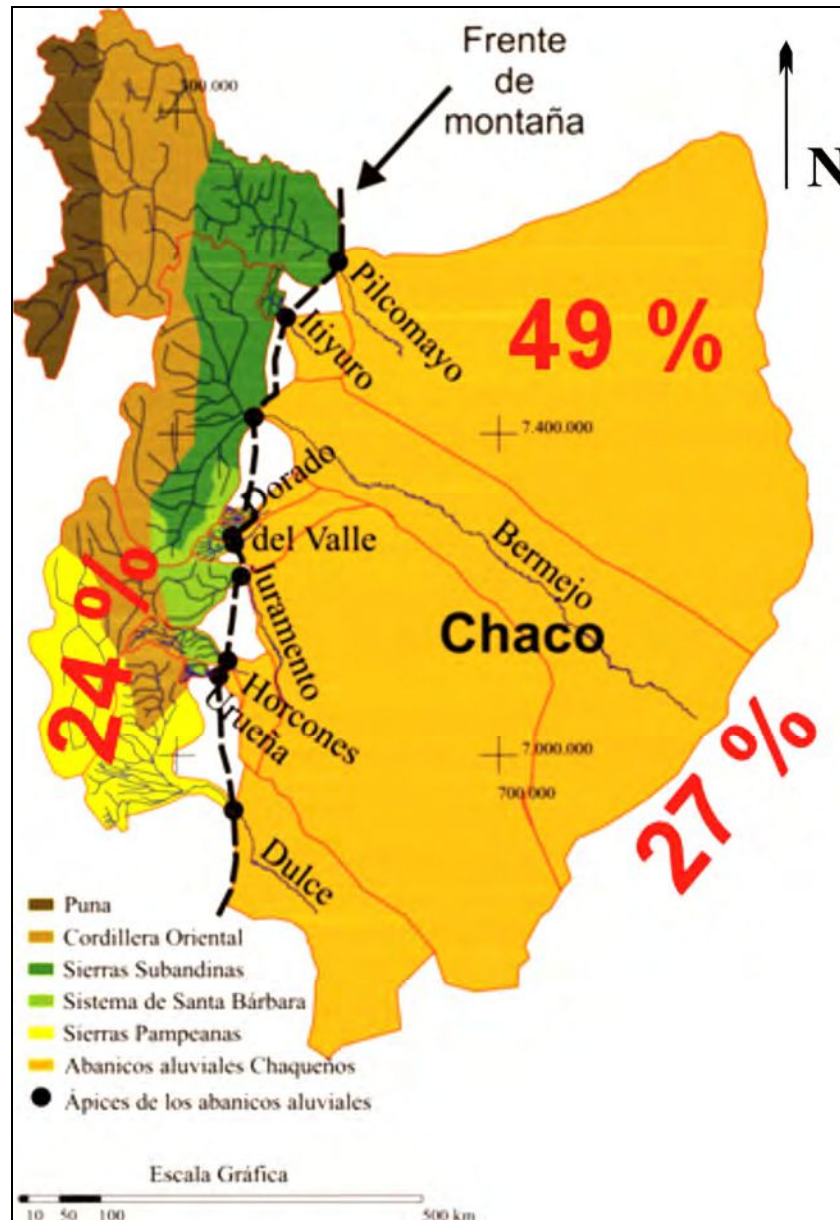 Frente
de
montaña
N
500.000
Pilcomayo
49 %
Itiyuro
7.400.000
Dorado
del Valle
Bermejo
Juramento
Chaco
24 %
Horcones
Urueña
7.000.000
700.000
27 %
Dulce
Puna
Cordillera Oriental
Sierras Subandinas
Sistema de Santa Bárbara
Sierras Pampeanas
Abanicos aluviales Chaqueños
Ápices de los abanicos aluviales
Escala Gráfica
10 50 100 500 km